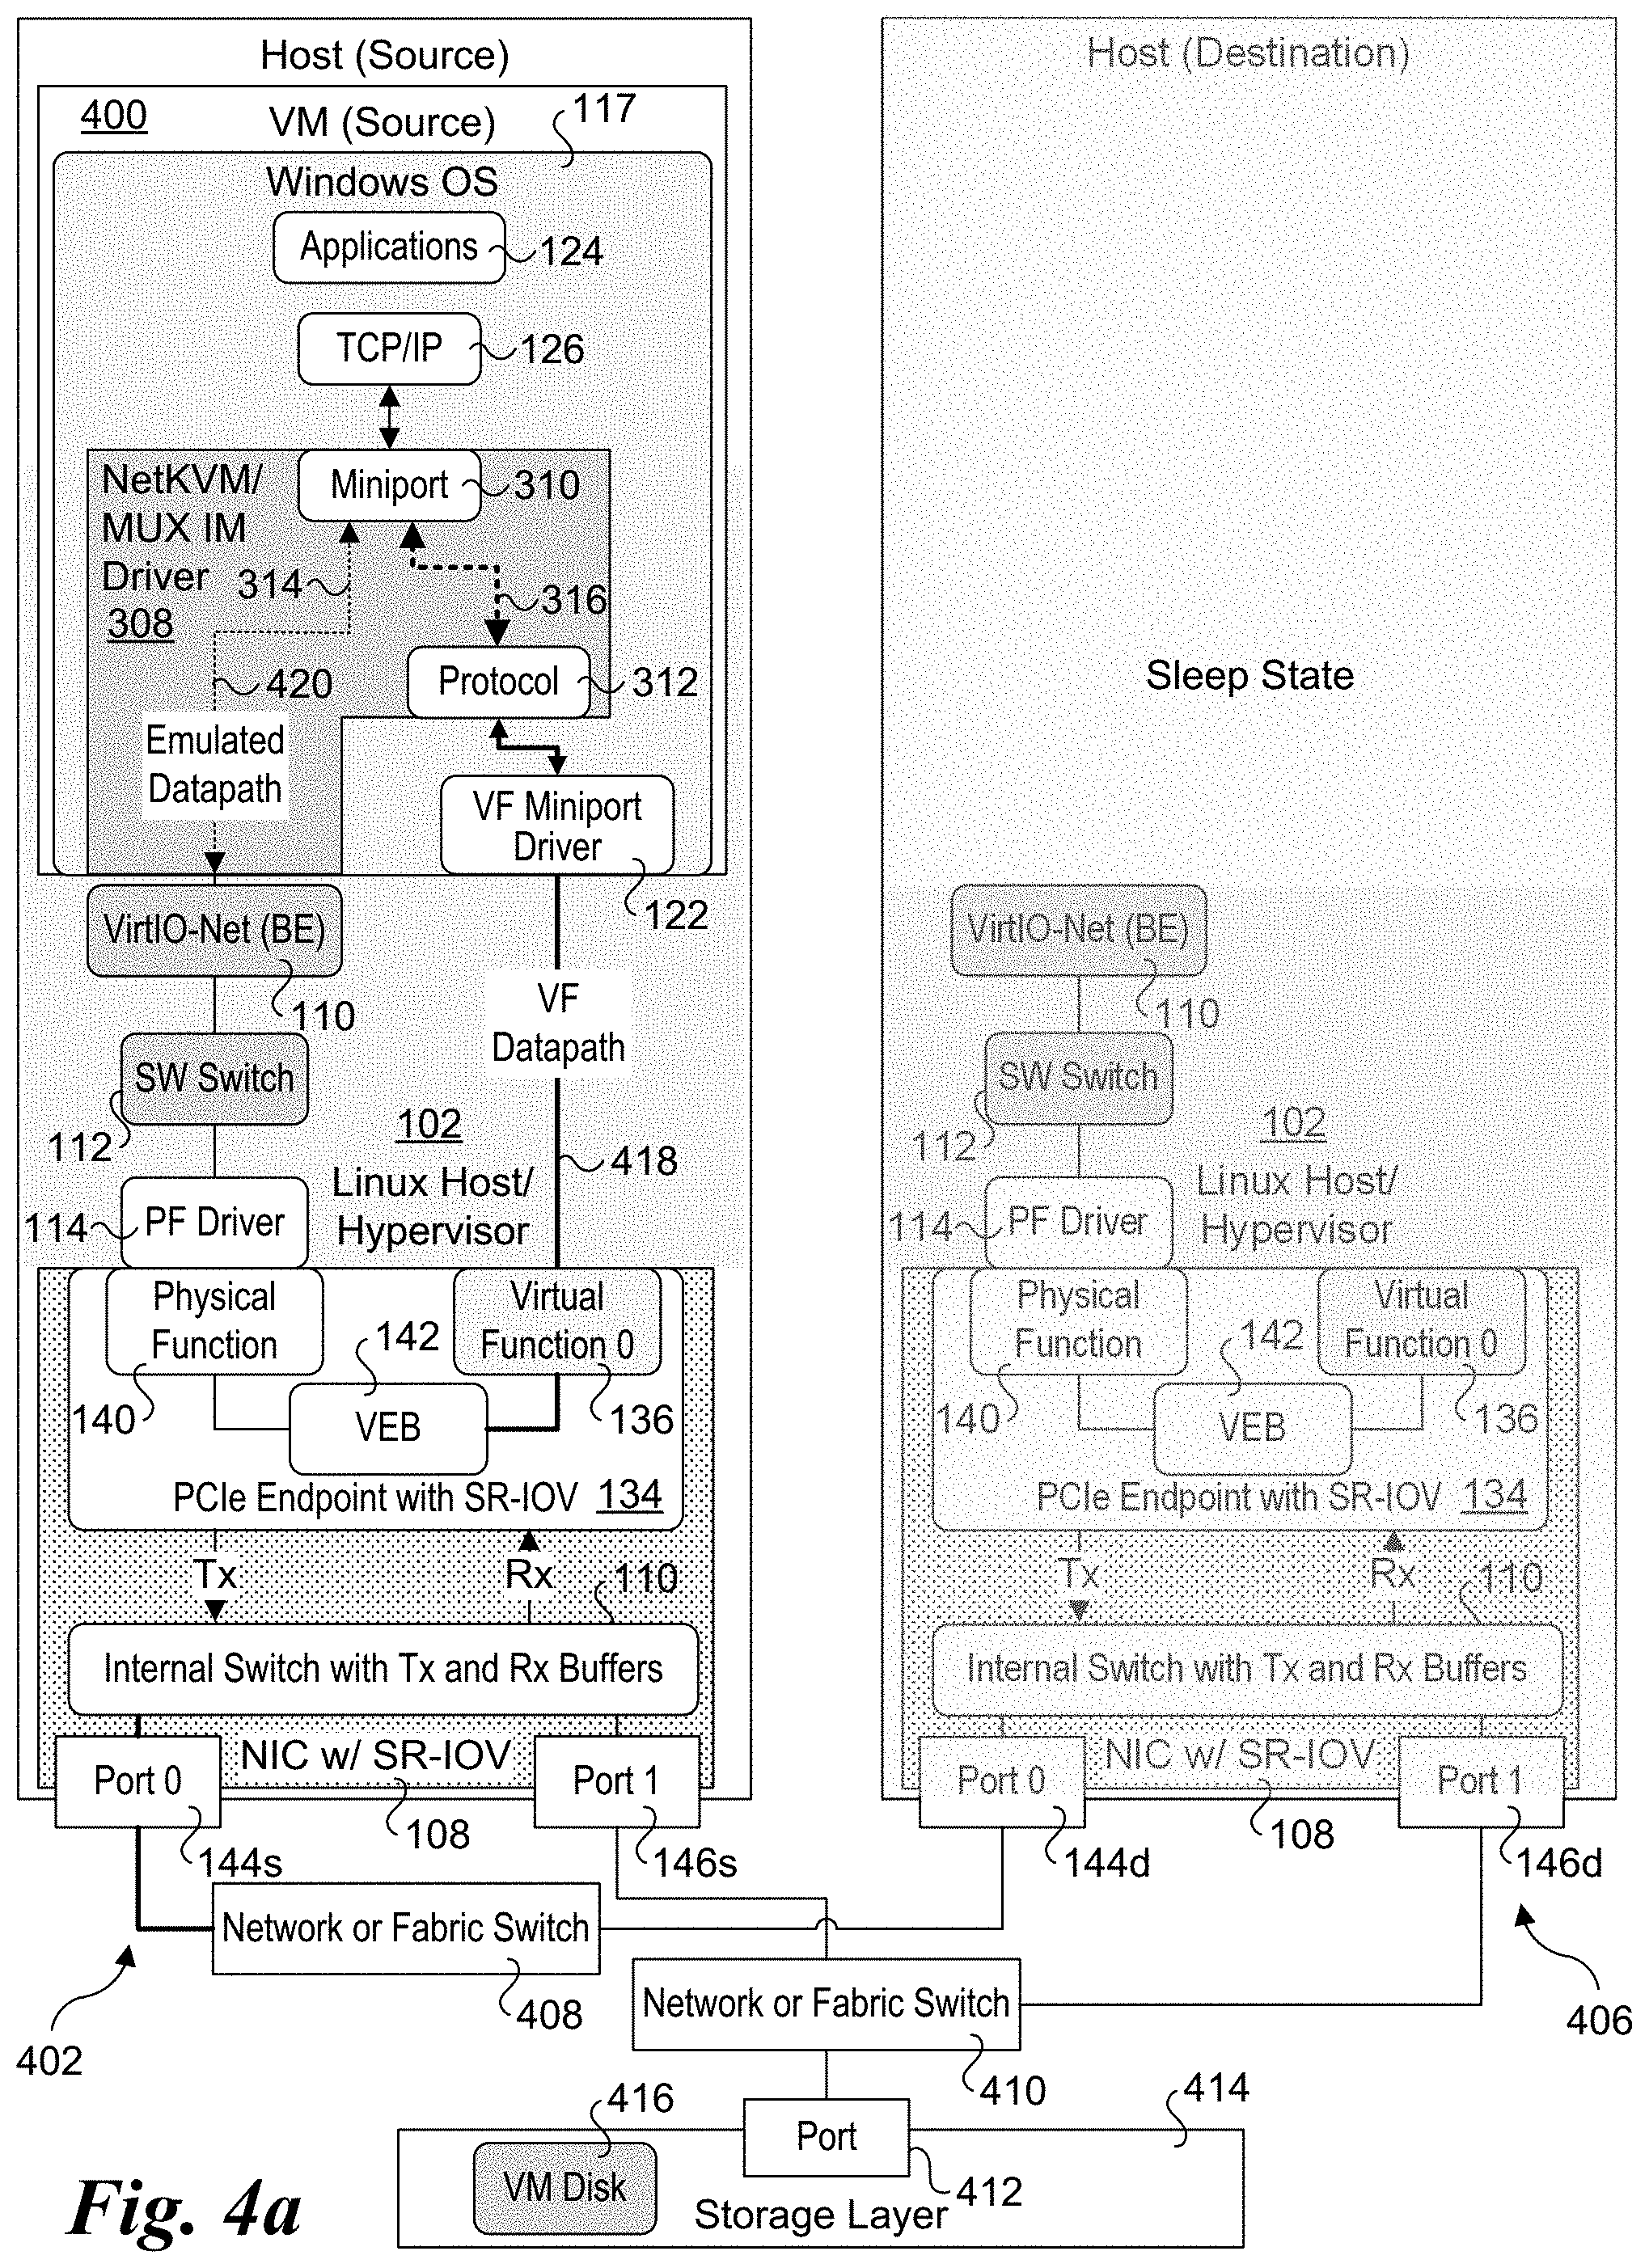 Host (Source)
400
VM (Source)
117
Windows OS
Applications
124
TCP/IP
126
NetKVM/
MUX IM
Driver
308
Miniport
310
314
316
420
Protocol
312
Emulated
Datapath
VF Miniport
Driver
122
VirtIO-Net (BE)
110
VF
Datapath
SW Switch
112
102
Linux Host/
Hypervisor
418
114
PF Driver
Physical
Function
140
142
VEB
Virtual
Function 0
136
PCIe Endpoint with SR-IOV 134
Tx
Rx
110
Internal Switch with Tx and Rx Buffers
Port 0
NIC w/ SR-IOV
Port 1
144s
108
146s
Host (Destination)
Sleep State
VirtIO-Net (BE)
110
SW Switch
112
102
Linux Host/
Hypervisor
114
PF Driver
Physical
Function
140
142
VEB
Virtual
Function 0
136
PCIe Endpoint with SR-IOV 134
Tx
Rx
110
Internal Switch with Tx and Rx Buffers
Port 0
NIC w/ SR-IOV
Port 1
144d
108
146d
Network or Fabric Switch
408
402
Network or Fabric Switch
410
406
416
414
Port
412
VM Disk
Storage Layer
Fig. 4a